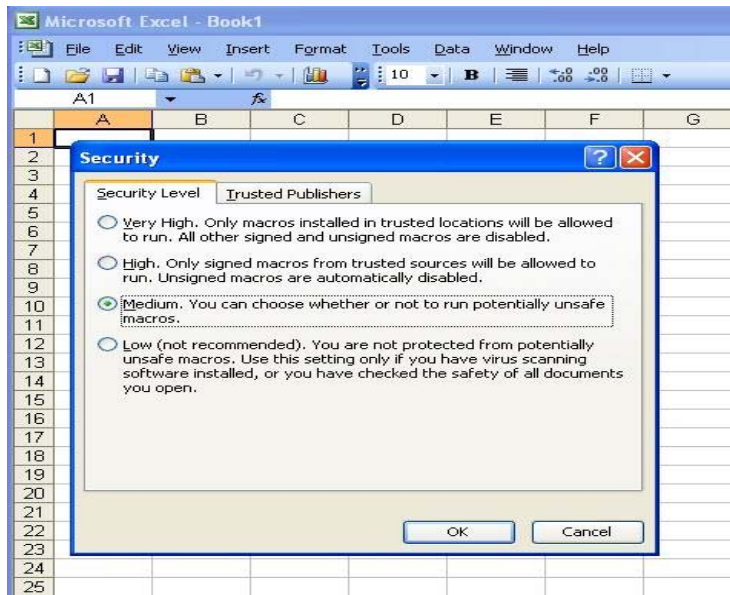 Microsoft Excel - Book1
File Edit View Insert Format Tools Data Window Help
10 B
A1 fx
A B C D E F G
1
2
3
4
5
6
7
8
9
10
11
12
13
14
15
16
17
18
19
20
21
22
23
24
25
Security
Security Level Trusted Publishers
Very High. Only macros installed in trusted locations will be allowed
to run. All other signed and unsigned macros are disabled.
High. Only signed macros from trusted sources will be allowed to
run. Unsigned macros are automatically disabled.
Medium. You can choose whether or not to run potentially unsafe
macros.
Low (not recommended). You are not protected from potentially
unsafe macros. Use this setting only if you have virus scanning
software installed, or you have checked the safety of all documents
you open.
OK Cancel